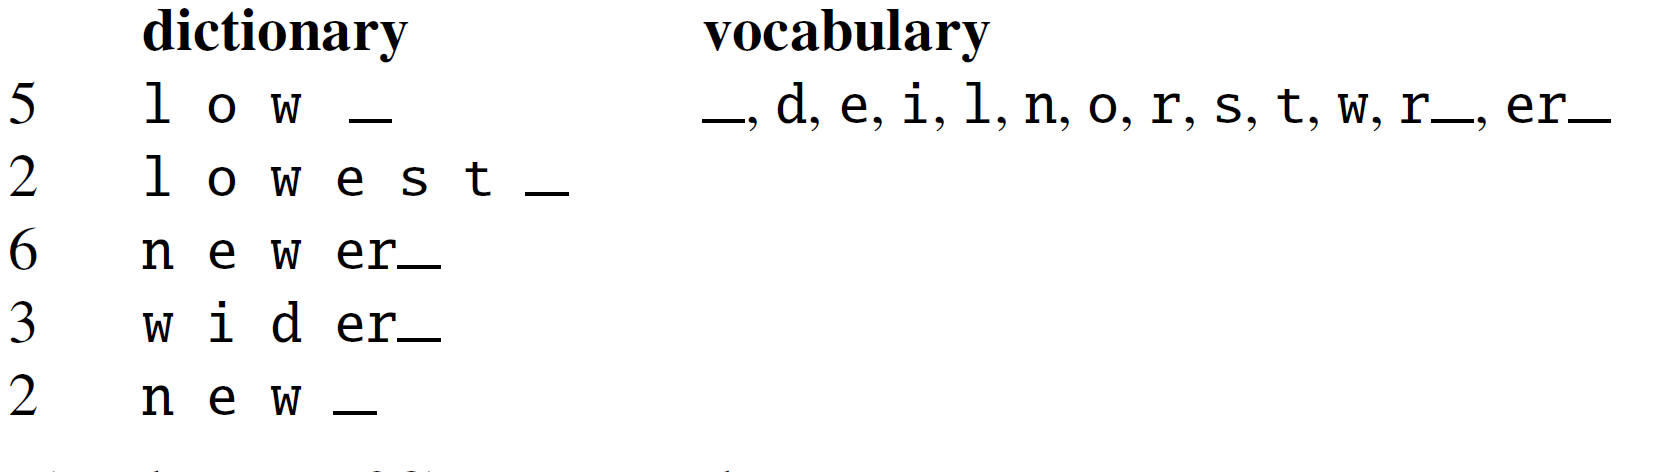 dictionary vocabulary
5 l o w _ _, d, e, i, l, n, o, r, s, t, w, r_, er_
2 l o w e s t _
6 n e w er_
3 w i d er_
2 n e w _